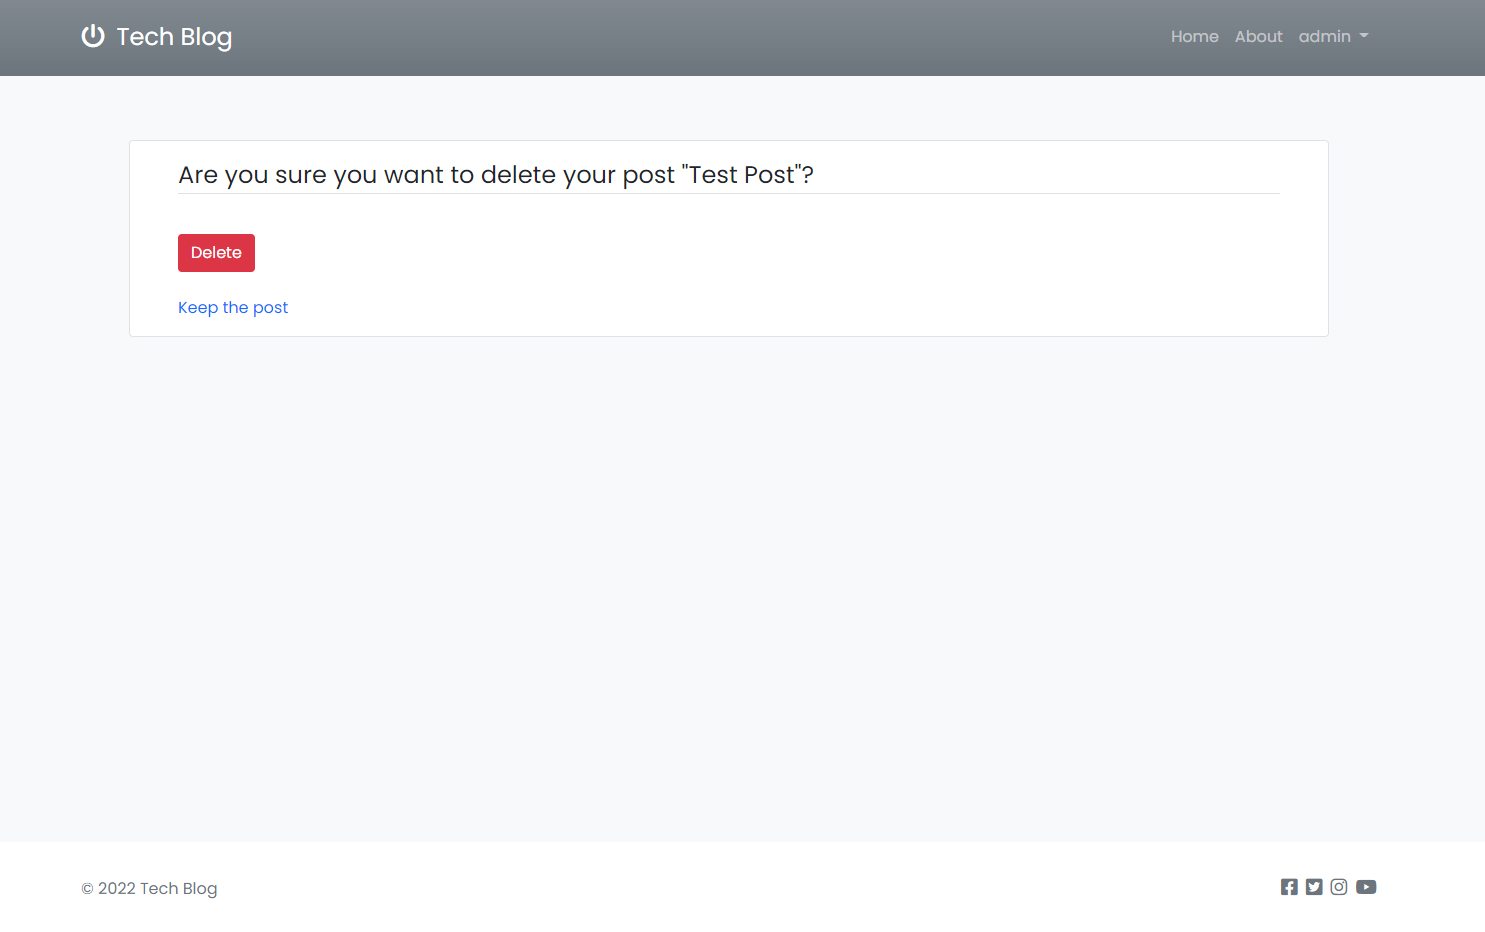 Tech Blog
Home About admin
Are you sure you want to delete your post "Test Post"?
Delete
Keep the post
© 2022 Tech Blog